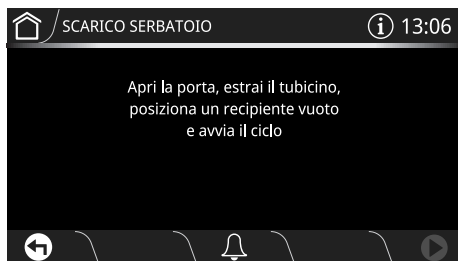 SCARICO SERBATOIO
13:06
Apri la porta, estrai il tubicino,
posiziona un recipiente vuoto
e avvia il ciclo